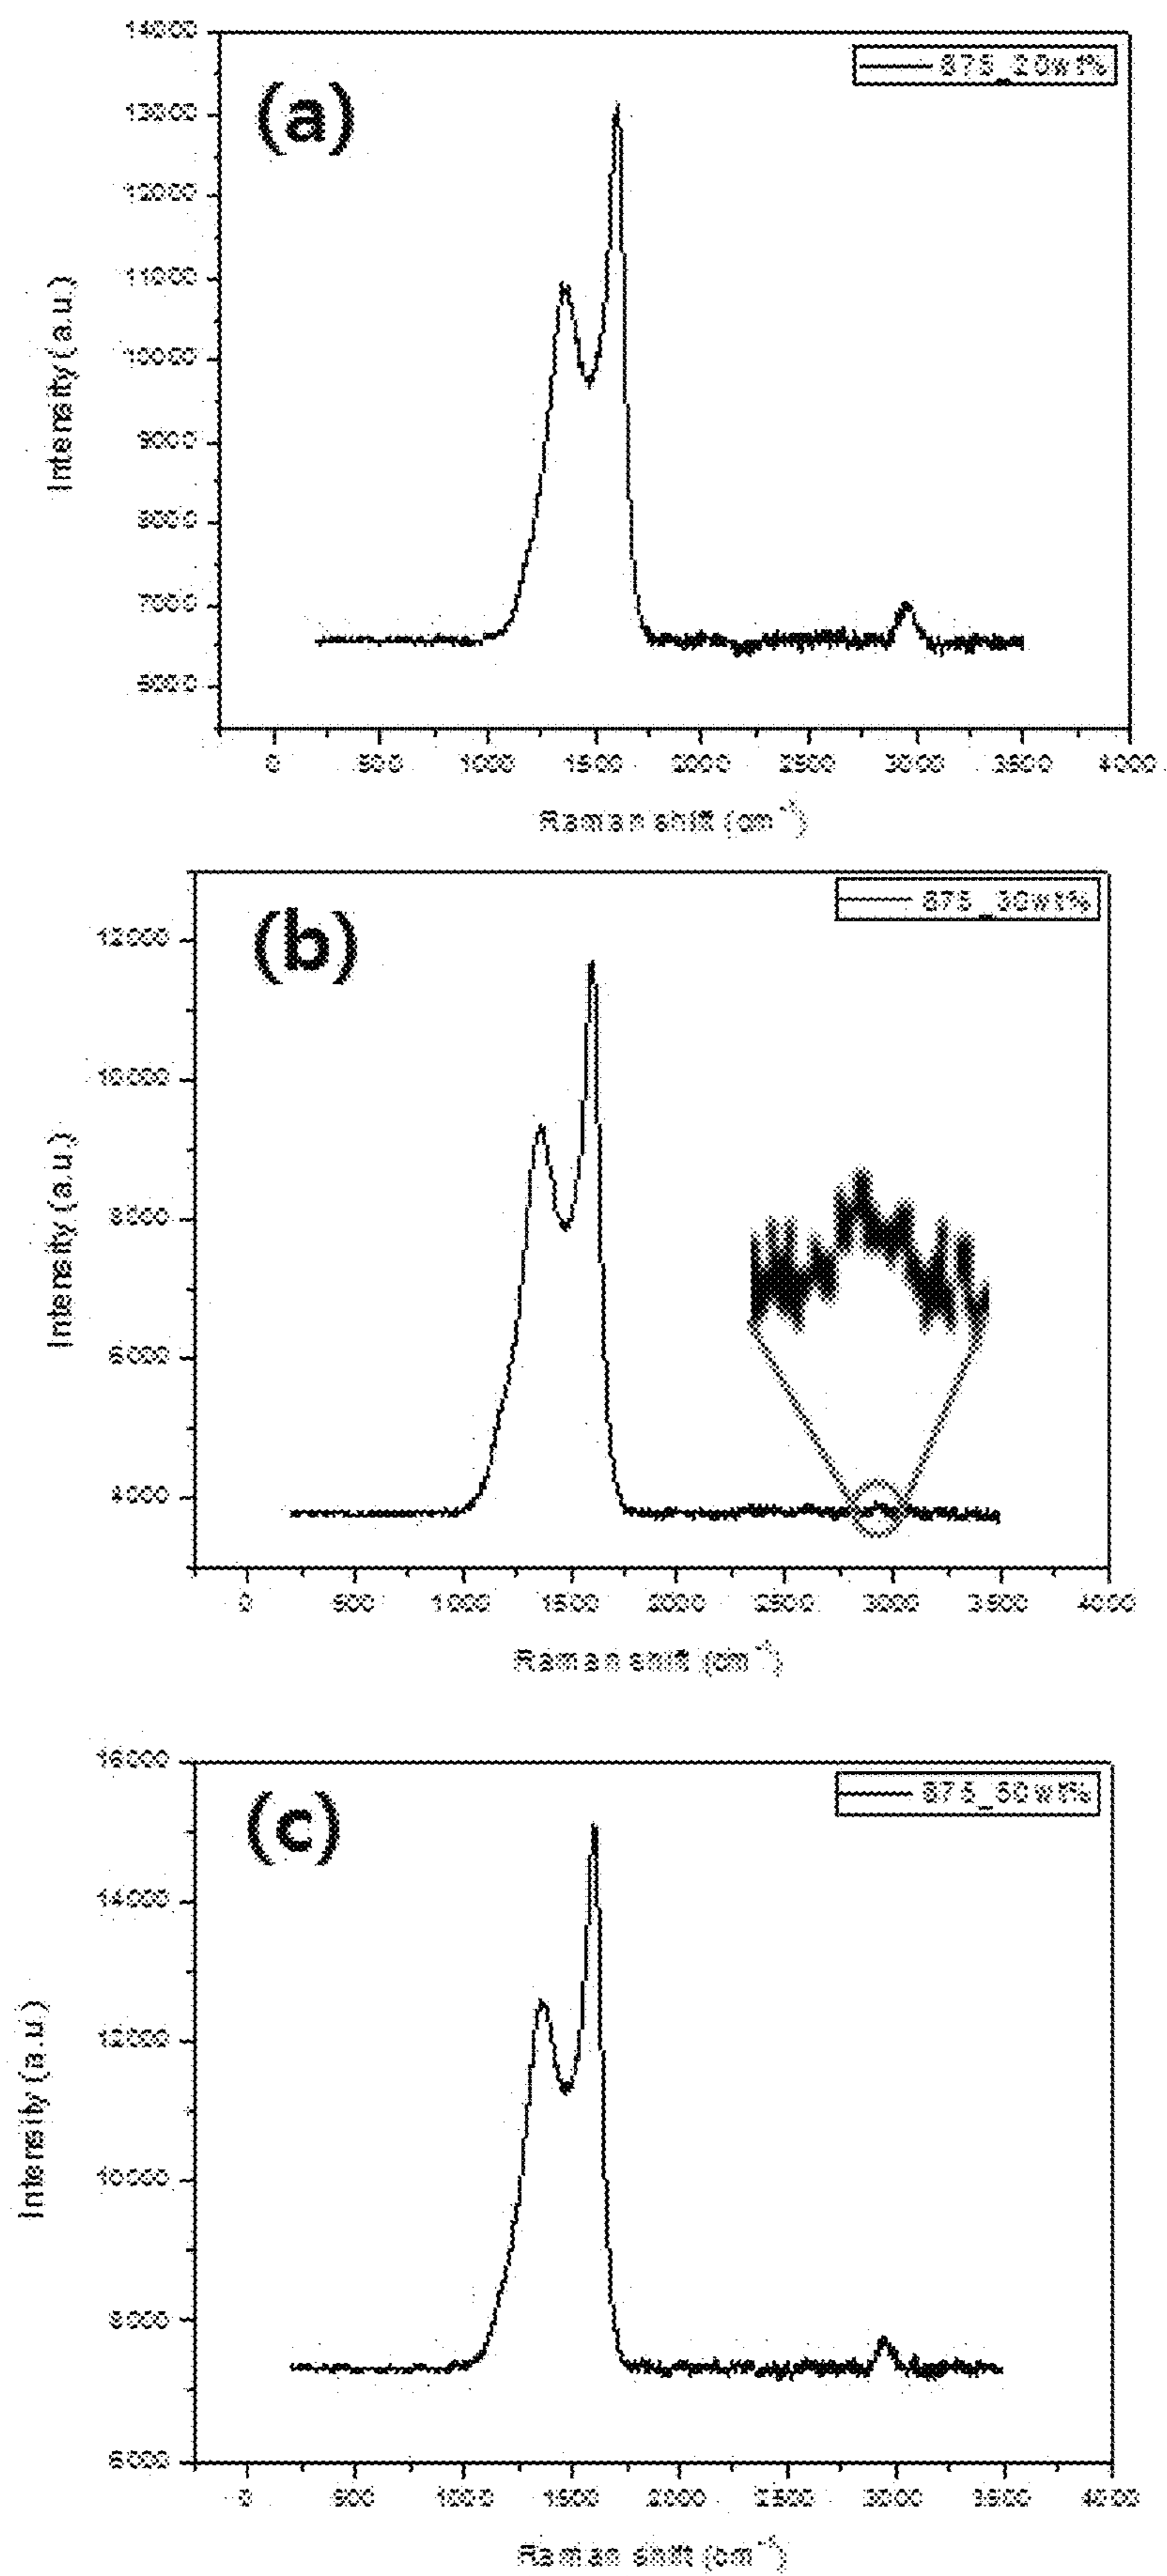 (a)
875_20wt%
14000
13000
12000
11000
10000
9000
8000
7000
6000
Intensity (a.u.)
0 500 1000 1500 2000 2500 3000 3500 4000
Raman shift (cm⁻¹)
(b)
875_30wt%
12000
10000
8000
6000
4000
Intensity (a.u.)
0 500 1000 1500 2000 2500 3000 3500 4000
Raman shift (cm⁻¹)
(c)
875_50wt%
16000
14000
12000
10000
8000
6000
Intensity (a.u.)
0 500 1000 1500 2000 2500 3000 3500 4000
Raman shift (cm⁻¹)